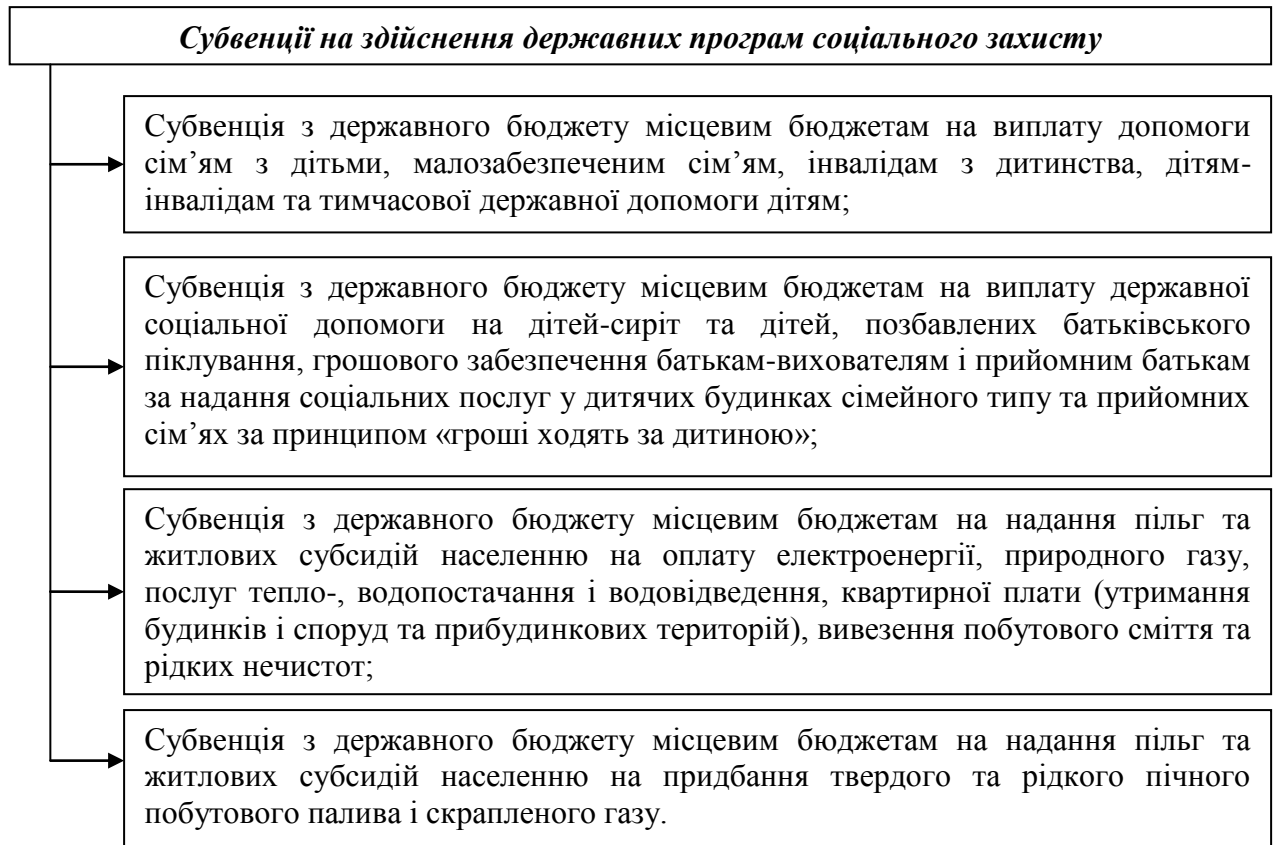 Субвенції на здійснення державних програм соціального захисту
Субвенція з державного бюджету місцевим бюджетам на виплату допомоги
сім’ям з дітьми, малозабезпеченим сім’ям, інвалідам з дитинства, дітям-
інвалідам та тимчасової державної допомоги дітям;
Субвенція з державного бюджету місцевим бюджетам на виплату державної
соціальної допомоги на дітей-сиріт та дітей, позбавлених батьківського
піклування, грошового забезпечення батькам-вихователям і прийомним батькам
за надання соціальних послуг у дитячих будинках сімейного типу та прийомних
сім’ях за принципом «гроші ходять за дитиною»;
Субвенція з державного бюджету місцевим бюджетам на надання пільг та
житлових субсидій населенню на оплату електроенергії, природного газу,
послуг тепло-, водопостачання і водовідведення, квартирної плати (утримання
будинків і споруд та прибудинкових територій), вивезення побутового сміття та
рідких нечистот;
Субвенція з державного бюджету місцевим бюджетам на надання пільг та
житлових субсидій населенню на придбання твердого та рідкого пічного
побутового палива і скрапленого газу.